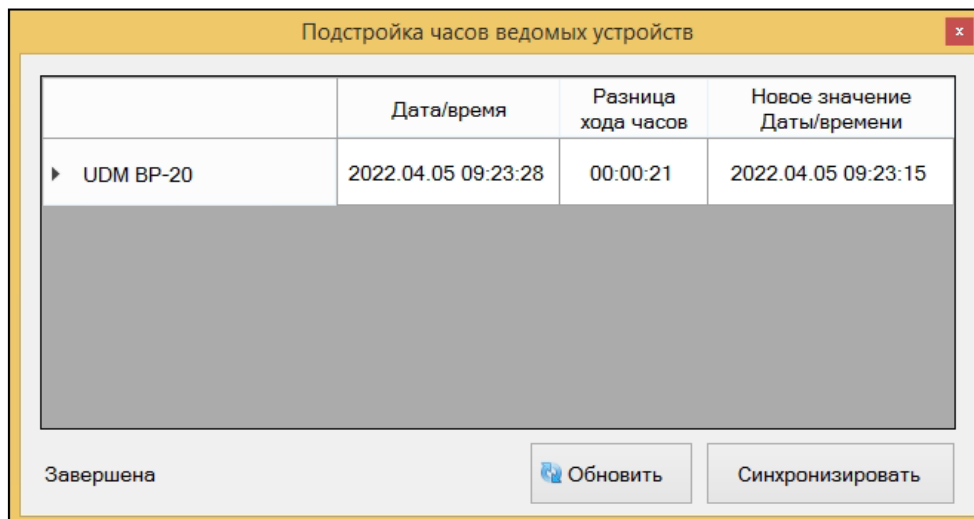 Подстройка часов ведомых устройств
x
Дата/время
Разница
хода часов
Новое значение
Даты/времени
UDM BP-20
2022.04.05 09:23:28
00:00:21
2022.04.05 09:23:15
Завершена
Обновить
Синхронизировать